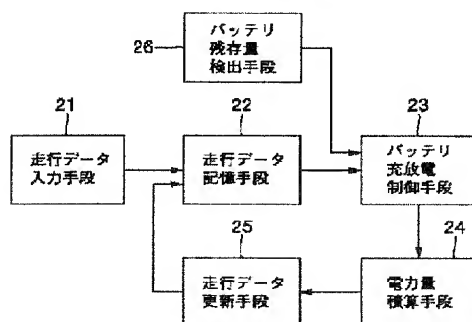 26
バッテリ
残存量
検出手段
21
走行データ
入力手段
22
走行データ
記憶手段
23
バッテリ
充放電
制御手段
25
走行データ
更新手段
24
電力量
積算手段